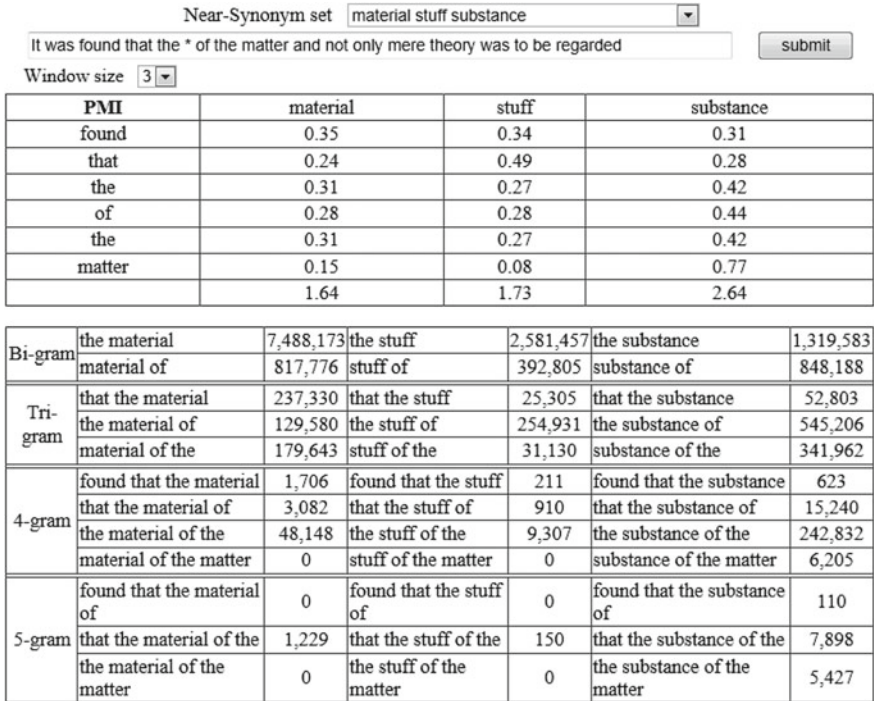 Near-Synonym set material stuff substance
It was found that the * of the matter and not only mere theory was to be regarded submit
Window size 3
PMI material stuff substance
found 0.35 0.34 0.31
that 0.24 0.49 0.28
the 0.31 0.27 0.42
of 0.28 0.28 0.44
the 0.31 0.27 0.42
matter 0.15 0.08 0.77
1.64 1.73 2.64
Bi-gram
the material 7,488,173 the stuff 2,581,457 the substance 1,319,583
material of 817,776 stuff of 392,805 substance of 848,188
Tri-
gram
that the material 237,330 that the stuff 25,305 that the substance 52,803
the material of 129,580 the stuff of 254,931 the substance of 545,206
material of the 179,643 stuff of the 31,130 substance of the 341,962
4-gram
found that the material 1,706 found that the stuff 211 found that the substance 623
that the material of 3,082 that the stuff of 910 that the substance of 15,240
the material of the 48,148 the stuff of the 9,307 the substance of the 242,832
material of the matter 0 stuff of the matter 0 substance of the matter 6,205
5-gram
found that the material found that the stuff found that the substance
of 0 of 0 of 110
that the material of the 1,229 that the stuff of the 150 that the substance of the 7,898
the material of the the stuff of the the substance of the
matter 0 matter 0 matter 5,427